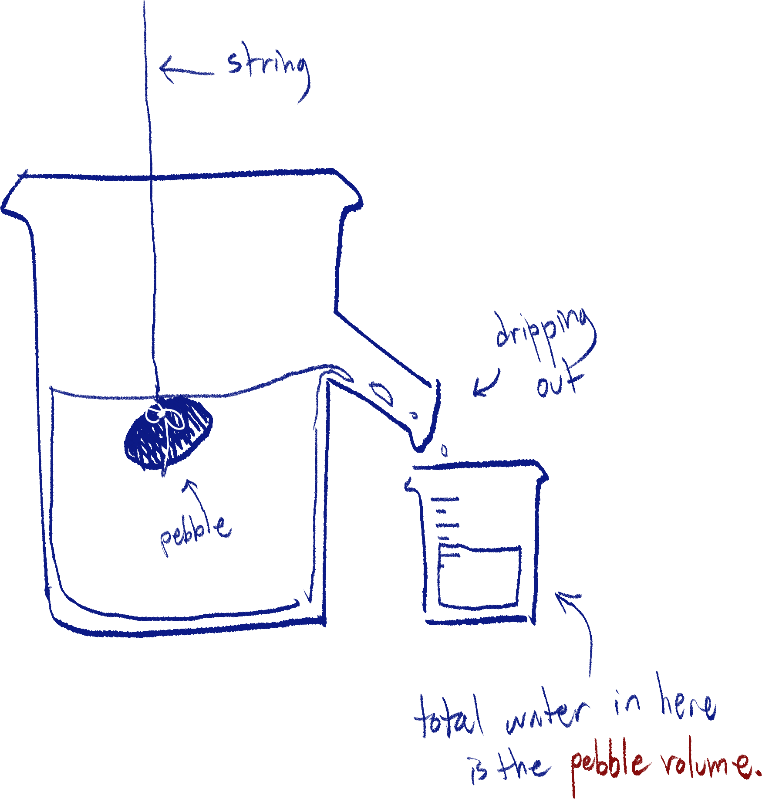 string
dripping
out
pebble
total water in here
is the pebble volume.